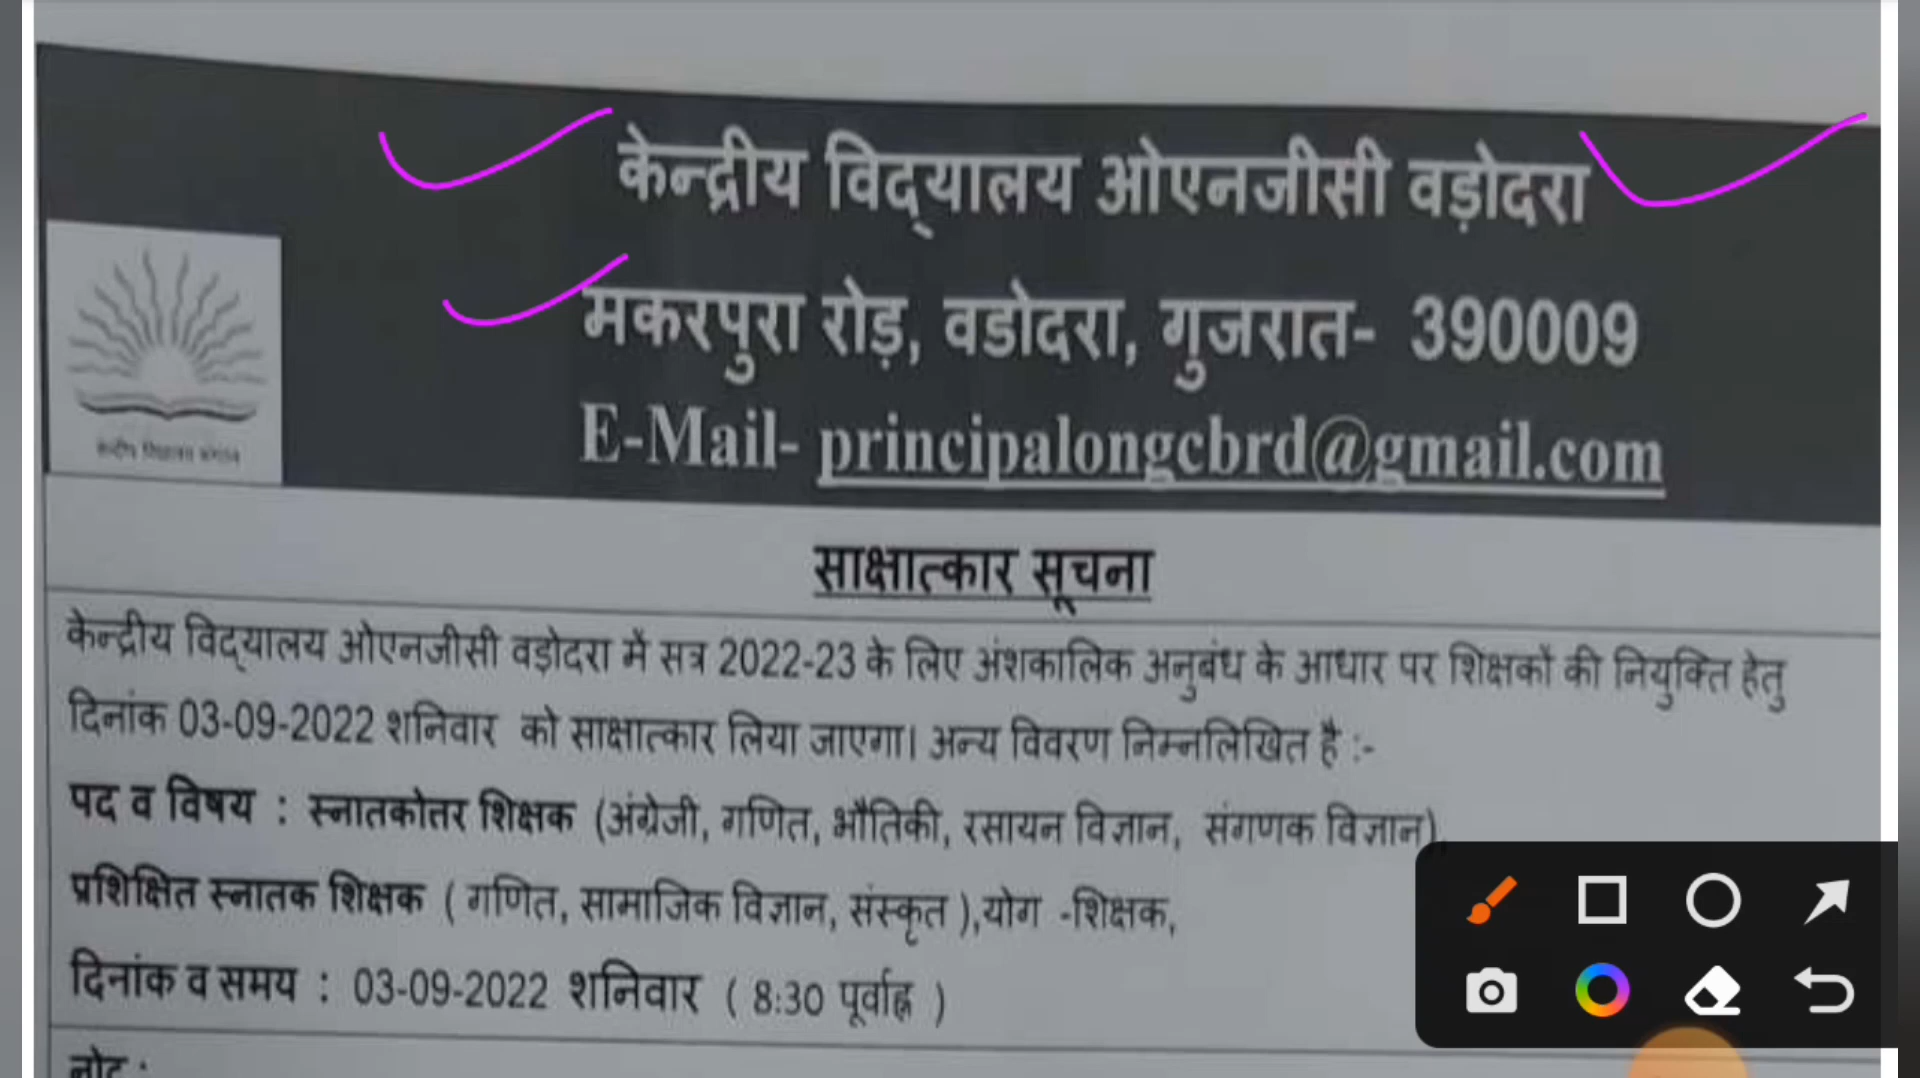 केन्द्रीय विद्यालय ओएनजीसी वड़ोदरा
मकरपुरा रोड़, वडोदरा, गुजरात- 390009
E-Mail- principalongcbrd@gmail.com
केन्द्रीय विद्यालय संगठन
साक्षात्कार सूचना
केन्द्रीय विद्यालय ओएनजीसी वड़ोदरा में सत्र 2022-23 के लिए अंशकालिक अनुबंध के आधार पर शिक्षकों की नियुक्ति हेतु
दिनांक 03-09-2022 शनिवार को साक्षात्कार लिया जाएगा। अन्य विवरण निम्नलिखित है :-
पद व विषय : स्नातकोतर शिक्षक (अंग्रेजी, गणित, भौतिकी, रसायन विज्ञान, संगणक विज्ञान),
प्रशिक्षित स्नातक शिक्षक ( गणित, सामाजिक विज्ञान, संस्कृत ),योग -शिक्षक,
दिनांक व समय : 03-09-2022 शनिवार ( 8:30 पूर्वाह्न )
नोट :